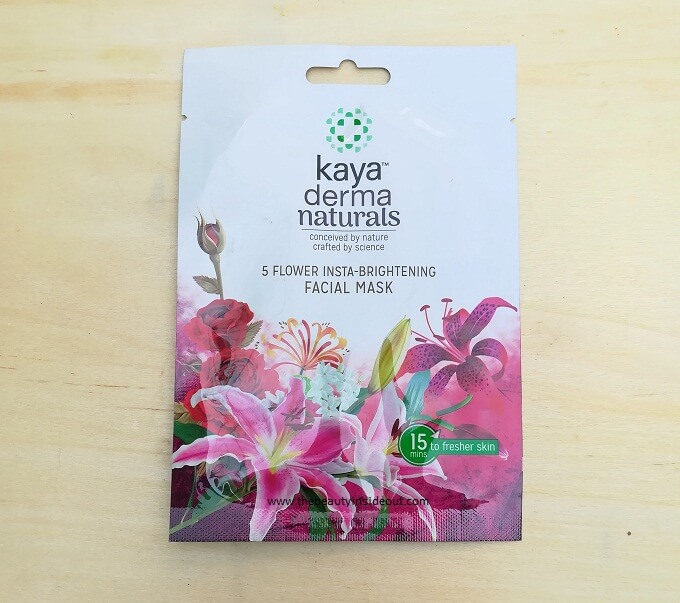 kaya™
derma
naturals
conceived by nature
crafted by science
5 FLOWER INSTA-BRIGHTENING
FACIAL MASK
15
mins
to fresher skin
www.thebeautyinsideout.com